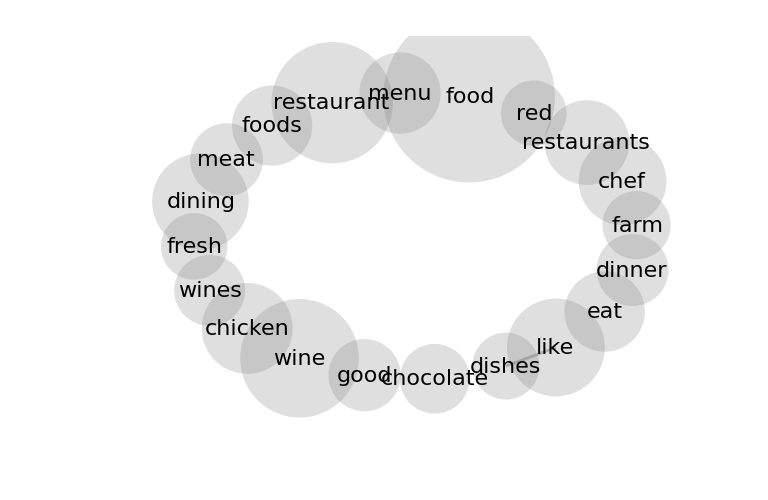 food
menu
restaurant
red
foods
restaurants
meat
chef
dining
farm
fresh
dinner
wines
eat
chicken
like
wine
dishes
good
chocolate